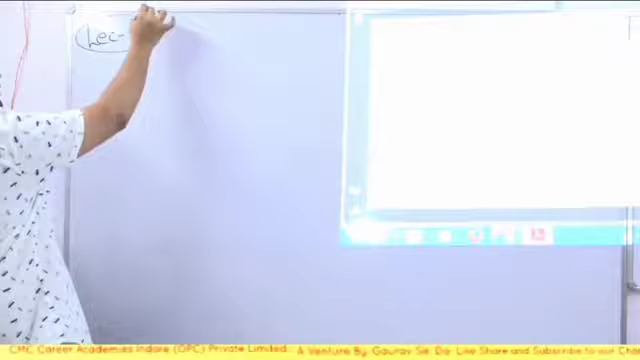 Lec-
CMC Career Academies Indore (OPC) Private Limited. A Venture By Gaurav Sir Do Like Share and Subscribe to our Cha